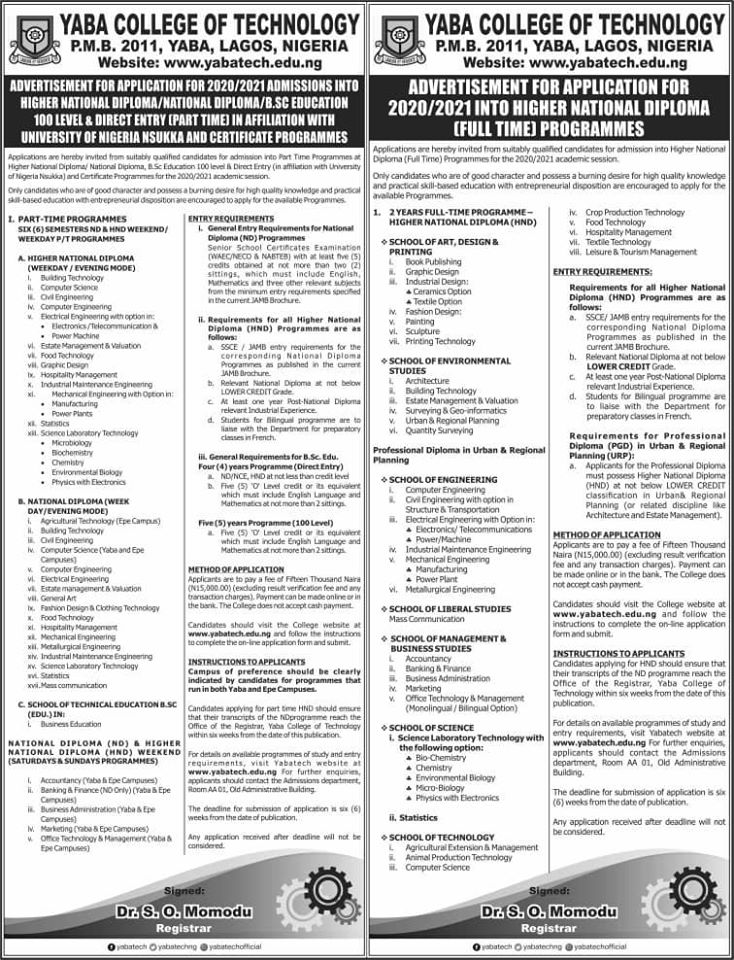 YABA COLLEGE OF TECHNOLOGY
P.M.B. 2011, YABA, LAGOS, NIGERIA
Website: www.yabatech.edu.ng
ADVERTISEMENT FOR APPLICATION FOR 2020/2021 ADMISSIONS INTO
HIGHER NATIONAL DIPLOMA/NATIONAL DIPLOMA/B.SC EDUCATION
100 LEVEL & DIRECT ENTRY (PART TIME) IN AFFILIATION WITH
UNIVERSITY OF NIGERIA NSUKKA AND CERTIFICATE PROGRAMMES
Applications are hereby invited from suitably qualified candidates for admission into Part Time Programmes at
Higher National Diploma/ National Diploma, B.Sc Education 100 level & Direct Entry (in affiliation with University
of Nigeria Nsukka) and Certificate Programmes for the 2020/2021 academic session.
Only candidates who are of good character and possess a burning desire for high quality knowledge and practical
skill-based education with entrepreneurial disposition are encouraged to apply for the available Programmes.
I. PART-TIME PROGRAMMES
SIX (6) SEMESTERS ND & HND WEEKEND/
WEEKDAY P/T PROGRAMMES
A. HIGHER NATIONAL DIPLOMA
(WEEKDAY / EVENING MODE)
i. Building Technology
ii. Computer Science
iii. Civil Engineering
iv. Computer Engineering
v. Electrical Engineering with option in:
• Electronics /Telecommunication &
• Power Machine
vi. Estate Management & Valuation
vii. Food Technology
viii. Graphic Design
ix. Hospitality Management
x. Industrial Maintenance Engineering
xi. Mechanical Engineering with Option in:
• Manufacturing
• Power Plants
xii. Statistics
xiii. Science Laboratory Technology
• Microbiology
• Biochemistry
• Chemistry
• Environmental Biology
• Physics with Electronics
B. NATIONAL DIPLOMA (WEEK
DAY/EVENING MODE)
i. Agricultural Technology (Epe Campus)
ii. Building Technology
iii. Civil Engineering
iv. Computer Science (Yaba and Epe
Campuses)
v. Computer Engineering
vi. Electrical Engineering
vii. Estate management & Valuation
viii. General Art
ix. Fashion Design & Clothing Technology
x. Food Technology
xi. Hospitality Management
xii. Mechanical Engineering
xiii. Metallurgical Engineering
xiv. Industrial Maintenance Engineering
xv. Science Laboratory Technology
xvi. Statistics
xvii. Mass communication
C. SCHOOL OF TECHNICAL EDUCATION B.SC
(EDU.) IN:
i. Business Education
NATIONAL DIPLOMA (ND) & HIGHER
NATIONAL DIPLOMA (HND) WEEKEND
(SATURDAYS & SUNDAYS PROGRAMMES)
i. Accountancy (Yaba & Epe Campuses)
ii. Banking & Finance (ND Only) (Yaba & Epe
Campuses)
iii. Business Administration (Yaba & Epe
Campuses)
iv. Marketing (Yaba & Epe Campuses)
v. Office Technology & Management (Yaba &
Epe Campuses)
ENTRY REQUIREMENTS
i. General Entry Requirements for National
Diploma (ND) Programmes
Senior School Certificates Examination
(WAEC/NECO & NABTEB) with at least five (5)
credits obtained at not more than two (2)
sittings, which must include English,
Mathematics and three other relevant subjects
from the minimum entry requirements specified
in the current JAMB Brochure.
ii. Requirements for all Higher National
Diploma (HND) Programmes are as
follows:
a. SSCE / JAMB entry requirements for the
corresponding National Diploma
Programmes as published in the current
JAMB Brochure.
b. Relevant National Diploma at not below
LOWER CREDIT Grade.
c. At least one year Post-National Diploma
relevant Industrial Experience.
d. Students for Bilingual programme are to
liaise with the Department for preparatory
classes in French.
iii. General Requirements for B.Sc. Edu.
Four (4) years Programme (Direct Entry)
a. ND/NCE, HND at not less than credit level
b. Five (5) 'O' Level credit or its equivalent
which must include English Language and
Mathematics at not more than 2 sittings.
Five (5) years Programme (100 Level)
a. Five (5) 'O' Level credit or its equivalent
which must include English Language and
Mathematics at not more than 2 sittings.
METHOD OF APPLICATION
Applicants are to pay a fee of Fifteen Thousand Naira
(N15,000.00) (excluding result verification fee and any
transaction charges). Payment can be made online or in
the bank. The College does not accept cash payment.
Candidates should visit the College website at
www.yabatech.edu.ng and follow the instructions
to complete the on-line application form and submit.
INSTRUCTIONS TO APPLICANTS
Campus of preference should be clearly
indicated by candidates for programmes that
run in both Yaba and Epe Campuses.
Candidates applying for part time HND should ensure
that their transcripts of the NDprogramme reach the
Office of the Registrar, Yaba College of Technology
within six weeks from the date of this publication.
For details on available programmes of study and entry
requirements, visit Yabatech website at
www.yabatech.edu.ng For further enquiries,
applicants should contact the Admissions department,
Room AA 01, Old Administrative Building.
The deadline for submission of application is six (6)
weeks from the date of publication.
Any application received after deadline will not be
considered.
Signed:
Dr. S. O. Momodu
Registrar
yabatech yabatechng yabatechofficial
YABA COLLEGE OF TECHNOLOGY
P.M.B. 2011, YABA, LAGOS, NIGERIA
Website: www.yabatech.edu.ng
ADVERTISEMENT FOR APPLICATION FOR
2020/2021 INTO HIGHER NATIONAL DIPLOMA
(FULL TIME) PROGRAMMES
Applications are hereby invited from suitably qualified candidates for admission into Higher National
Diploma (Full Time) Programmes for the 2020/2021 academic session.
Only candidates who are of good character and possess a burning desire for high quality knowledge
and practical skill-based education with entrepreneurial disposition are encouraged to apply for the
available Programmes.
1. 2 YEARS FULL-TIME PROGRAMME –
HIGHER NATIONAL DIPLOMA (HND)
❖ SCHOOL OF ART, DESIGN &
PRINTING
i. Book Publishing
ii. Graphic Design
iii. Industrial Design:
♣ Ceramics Option
♣ Textile Option
iv. Fashion Design:
v. Painting
vi. Sculpture
vii. Printing Technology
❖ SCHOOL OF ENVIRONMENTAL
STUDIES
i. Architecture
ii. Building Technology
iii. Estate Management & Valuation
iv. Surveying & Geo-informatics
v. Urban & Regional Planning
vi. Quantity Surveying
Professional Diploma in Urban & Regional
Planning
❖ SCHOOL OF ENGINEERING
i. Computer Engineering
ii. Civil Engineering with option in
Structure & Transportation
iii. Electrical Engineering with Option in:
♣ Electronics/ Telecommunications
♣ Power/Machine
iv. Industrial Maintenance Engineering
v. Mechanical Engineering
♣ Manufacturing
♣ Power Plant
vi. Metallurgical Engineering
❖ SCHOOL OF LIBERAL STUDIES
Mass Communication
❖ SCHOOL OF MANAGEMENT &
BUSINESS STUDIES
i. Accountancy
ii. Banking & Finance
iii. Business Administration
iv. Marketing
v. Office Technology & Management
(Monolingual / Bilingual Option)
❖ SCHOOL OF SCIENCE
i. Science Laboratory Technology with
the following option:
♣ Bio-Chemistry
♣ Chemistry
♣ Environmental Biology
♣ Micro-Biology
♣ Physics with Electronics
ii. Statistics
❖ SCHOOL OF TECHNOLOGY
i. Agricultural Extension & Management
ii. Animal Production Technology
iii. Computer Science
iv. Crop Production Technology
v. Food Technology
vi. Hospitality Management
vii. Textile Technology
viii. Leisure & Tourism Management
ENTRY REQUIREMENTS:
Requirements for all Higher National
Diploma (HND) Programmes are as
follows:
a. SSCE/ JAMB entry requirements for the
corresponding National Diploma
Programmes as published in the
current JAMB Brochure.
b. Relevant National Diploma at not below
LOWER CREDIT Grade.
c. At least one year Post-National Diploma
relevant Industrial Experience.
d. Students for Bilingual programme are
to liaise with the Department for
preparatory classes in French.
Requirements for Professional
Diploma (PGD) in Urban & Regional
Planning (URP):
a. Applicants for the Professional Diploma
must possess Higher National Diploma
(HND) at not below LOWER CREDIT
classification in Urban& Regional
Planning (or related discipline like
Architecture and Estate Management).
METHOD OF APPLICATION
Applicants are to pay a fee of Fifteen Thousand
Naira (N15,000.00) (excluding result verification
fee and any transaction charges). Payment can
be made online or in the bank. The College does
not accept cash payment.
Candidates should visit the College website at
www.yabatech.edu.ng and follow the
instructions to complete the on-line application
form and submit.
INSTRUCTIONS TO APPLICANTS
Candidates applying for HND should ensure that
their transcripts of the ND programme reach the
Office of the Registrar, Yaba College of
Technology within six weeks from the date of this
publication.
For details on available programmes of study and
entry requirements, visit Yabatech website at
www.yabatech.edu.ng For further enquiries,
applicants should contact the Admissions
department, Room AA 01, Old Administrative
Building.
The deadline for submission of application is six
(6) weeks from the date of publication.
Any application received after deadline will not
be considered.
Signed:
Dr. S. O. Momodu
Registrar
yabatech yabatechng yabatechofficial